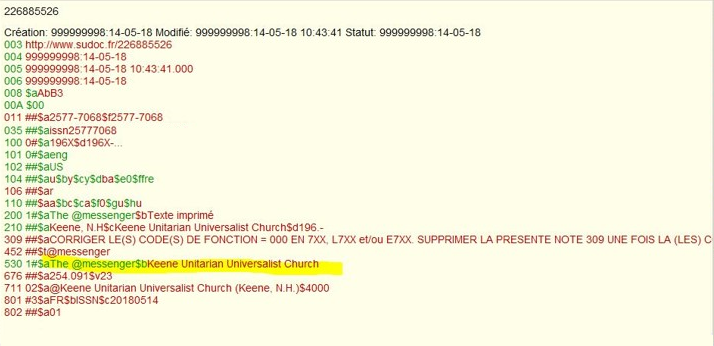 226885526
Création: 999999998:14-05-18 Modifié: 999999998:14-05-18 10:43:41 Statut: 999999998:14-05-18
003 http://www.sudoc.fr/226885526
004 999999998:14-05-18
005 999999998:14-05-18 10:43:41.000
006 999999998:14-05-18
008 $aAbB3
00A $00
011 ##$a2577-7068$f2577-7068
035 ##$aissn25777068
100 0#$a196X$d196X-...
101 0#$aeng
102 ##$aUS
104 ##$au$by$cy$dba$e0$ffre
106 ##$ar
110 ##$aa$bc$ca$f0$gu$hu
200 1#$aThe @messenger$bTexte imprimé
210 ##$aKeene, N.H$cKeene Unitarian Universalist Church$d196.-
309 ##$aCORRIGER LE(S) CODE(S) DE FONCTION = 000 EN 7XX, L7XX et/ou E7XX. SUPPRIMER LA PRESENTE NOTE 309 UNE FOIS LA (LES) C
452 ##$t@messenger
530 1#$aThe @messenger$bKeene Unitarian Universalist Church
676 ##$a254.091$v23
711 02$a@Keene Unitarian Universalist Church (Keene, N.H.)$4000
801 #3$aFR$bISSN$c20180514
802 ##$a01